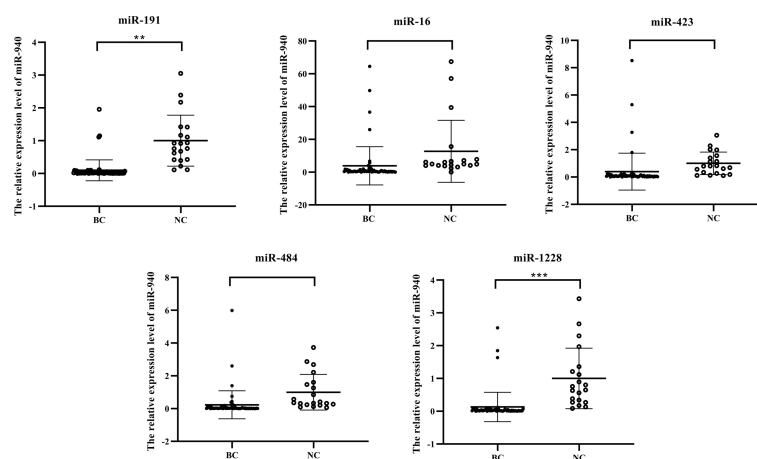 miR-191
**
The relative expression level of miR-940
4
3
2
1
0
-1
BC
NC
miR-16
The relative expression level of miR-940
80
60
40
20
0
-20
BC
NC
miR-423
The relative expression level of miR-940
10
8
6
4
2
0
-2
BC
NC
miR-484
The relative expression level of miR-940
8
6
4
2
0
-2
BC
NC
miR-1228
***
The relative expression level of miR-940
4
3
2
1
0
-1
BC
NC